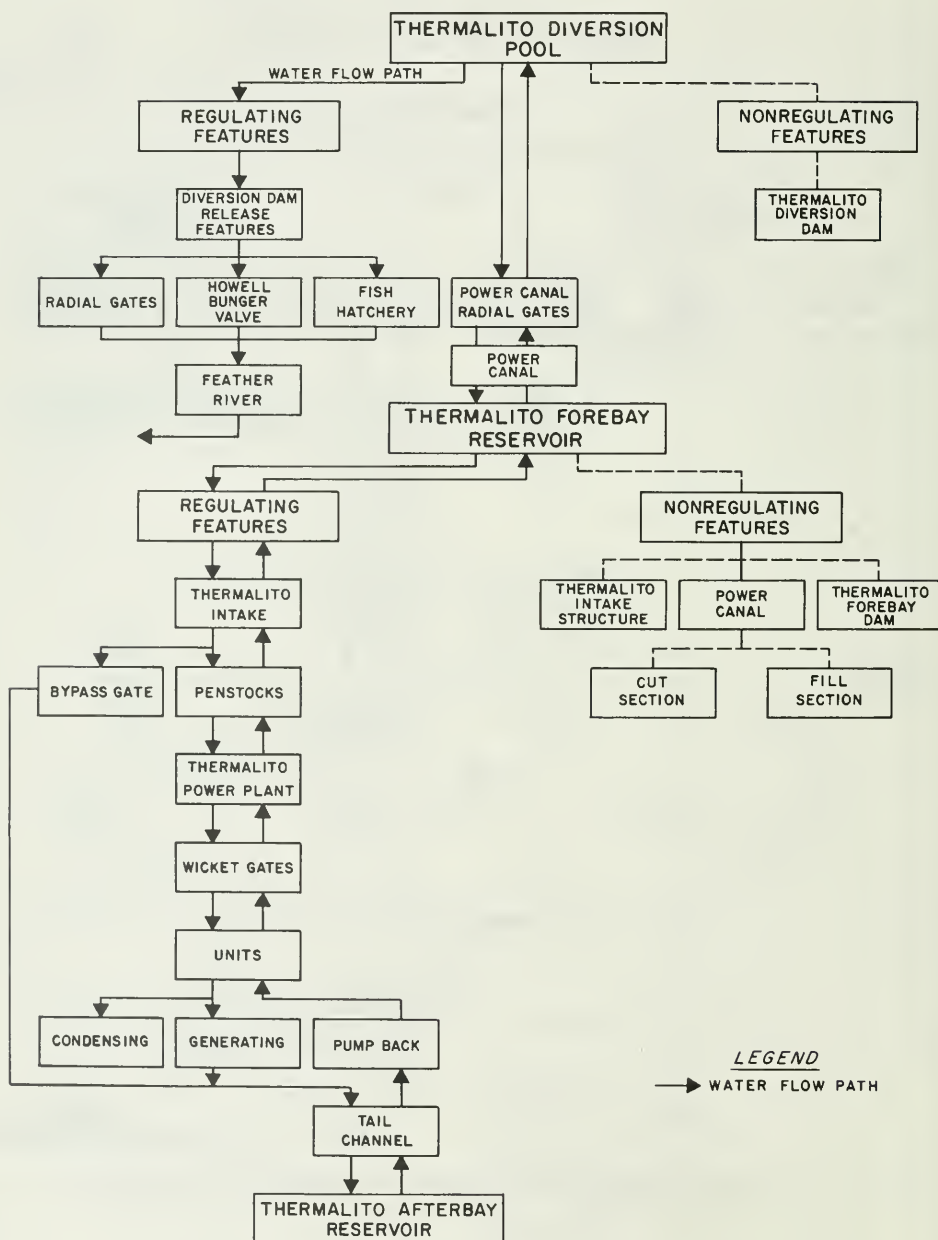 THERMALITO DIVERSION
POOL
WATER FLOW PATH
REGULATING
FEATURES
NONREGULATING
FEATURES
DIVERSION DAM
RELEASE
FEATURES
THERMALITO
DIVERSION
DAM
RADIAL GATES
HOWELL
BUNGER
VALVE
FISH
HATCHERY
POWER CANAL
RADIAL GATES
POWER
CANAL
FEATHER
RIVER
THERMALITO FOREBAY
RESERVOIR
REGULATING
FEATURES
NONREGULATING
FEATURES
THERMALITO
INTAKE
THERMALITO
INTAKE
STRUCTURE
POWER
CANAL
THERMALITO
FOREBAY
DAM
BYPASS GATE
PENSTOCKS
CUT
SECTION
FILL
SECTION
THERMALITO
POWER PLANT
WICKET GATES
UNITS
CONDENSING
GENERATING
PUMP BACK
LEGEND
WATER FLOW PATH
TAIL
CHANNEL
THERMALITO AFTERBAY
RESERVOIR